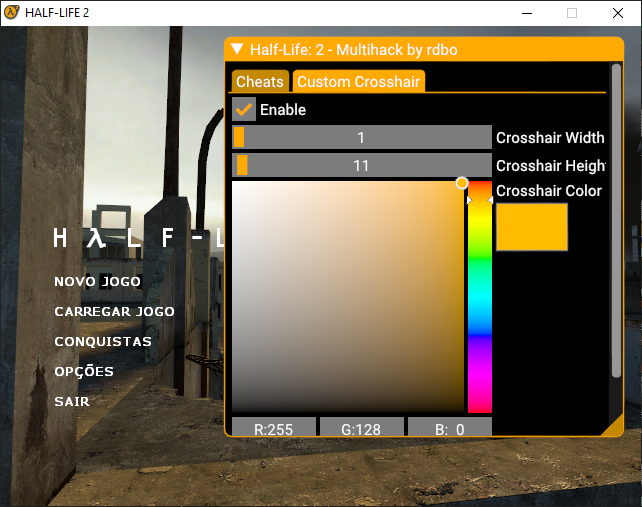 HALF-LIFE 2
Half-Life: 2 - Multihack by rdbo
Cheats
Custom Crosshair
Enable
1
Crosshair Width
11
Crosshair Heigh
Crosshair Color
HλLF-L
NOVO JOGO
CARREGAR JOGO
CONQUISTAS
OPÇÕES
SAIR
R:255
G:128
B: 0